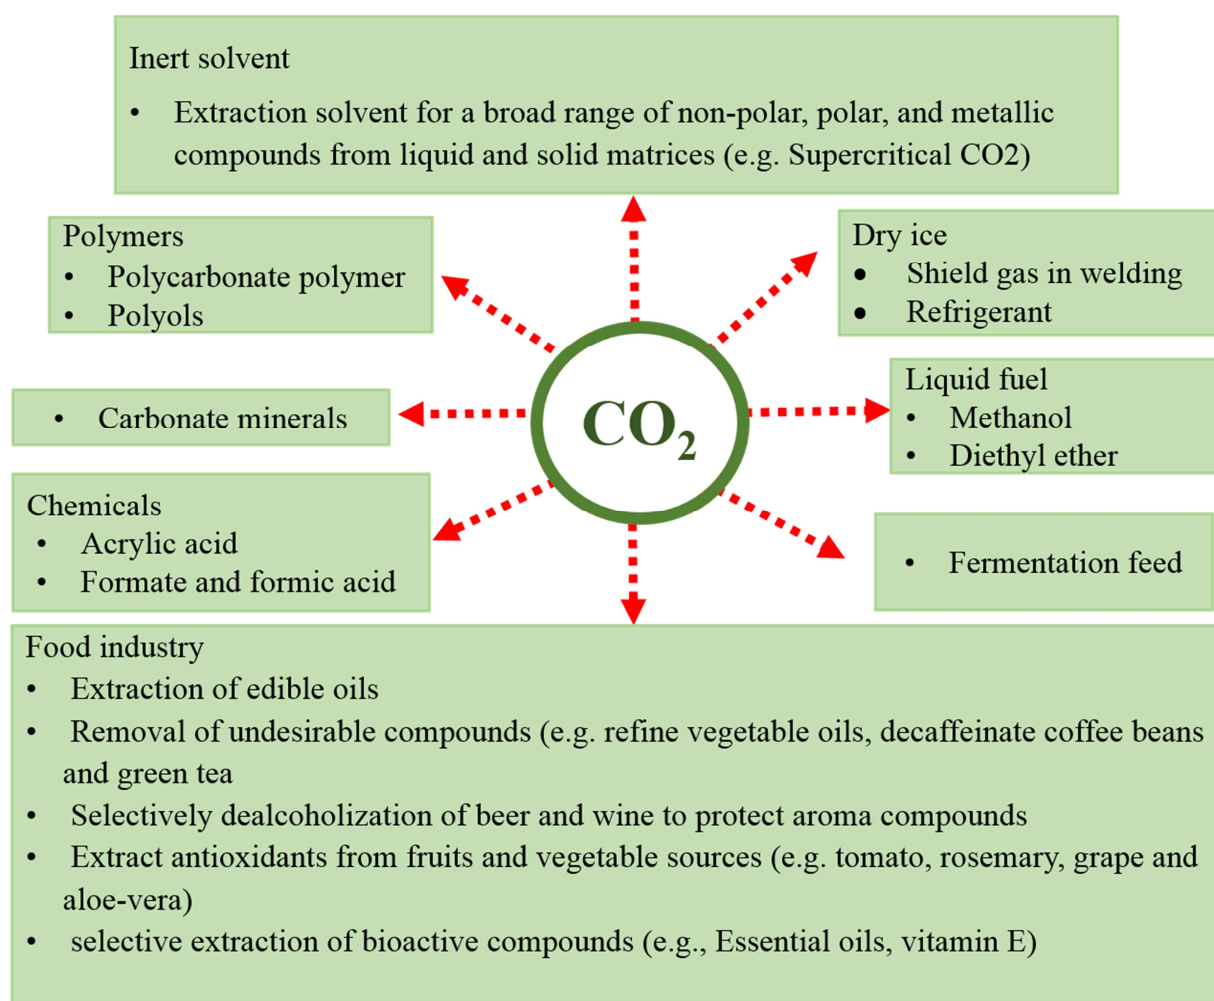 Inert solvent
• Extraction solvent for a broad range of non-polar, polar, and metallic
compounds from liquid and solid matrices (e.g. Supercritical CO2)
Polymers
• Polycarbonate polymer
• Polyols
Dry ice
• Shield gas in welding
• Refrigerant
• Carbonate minerals
CO₂
Liquid fuel
• Methanol
• Diethyl ether
Chemicals
• Acrylic acid
• Formate and formic acid
• Fermentation feed
Food industry
• Extraction of edible oils
• Removal of undesirable compounds (e.g. refine vegetable oils, decaffeinate coffee beans
and green tea
• Selectively dealcoholization of beer and wine to protect aroma compounds
• Extract antioxidants from fruits and vegetable sources (e.g. tomato, rosemary, grape and
aloe-vera)
• selective extraction of bioactive compounds (e.g., Essential oils, vitamin E)